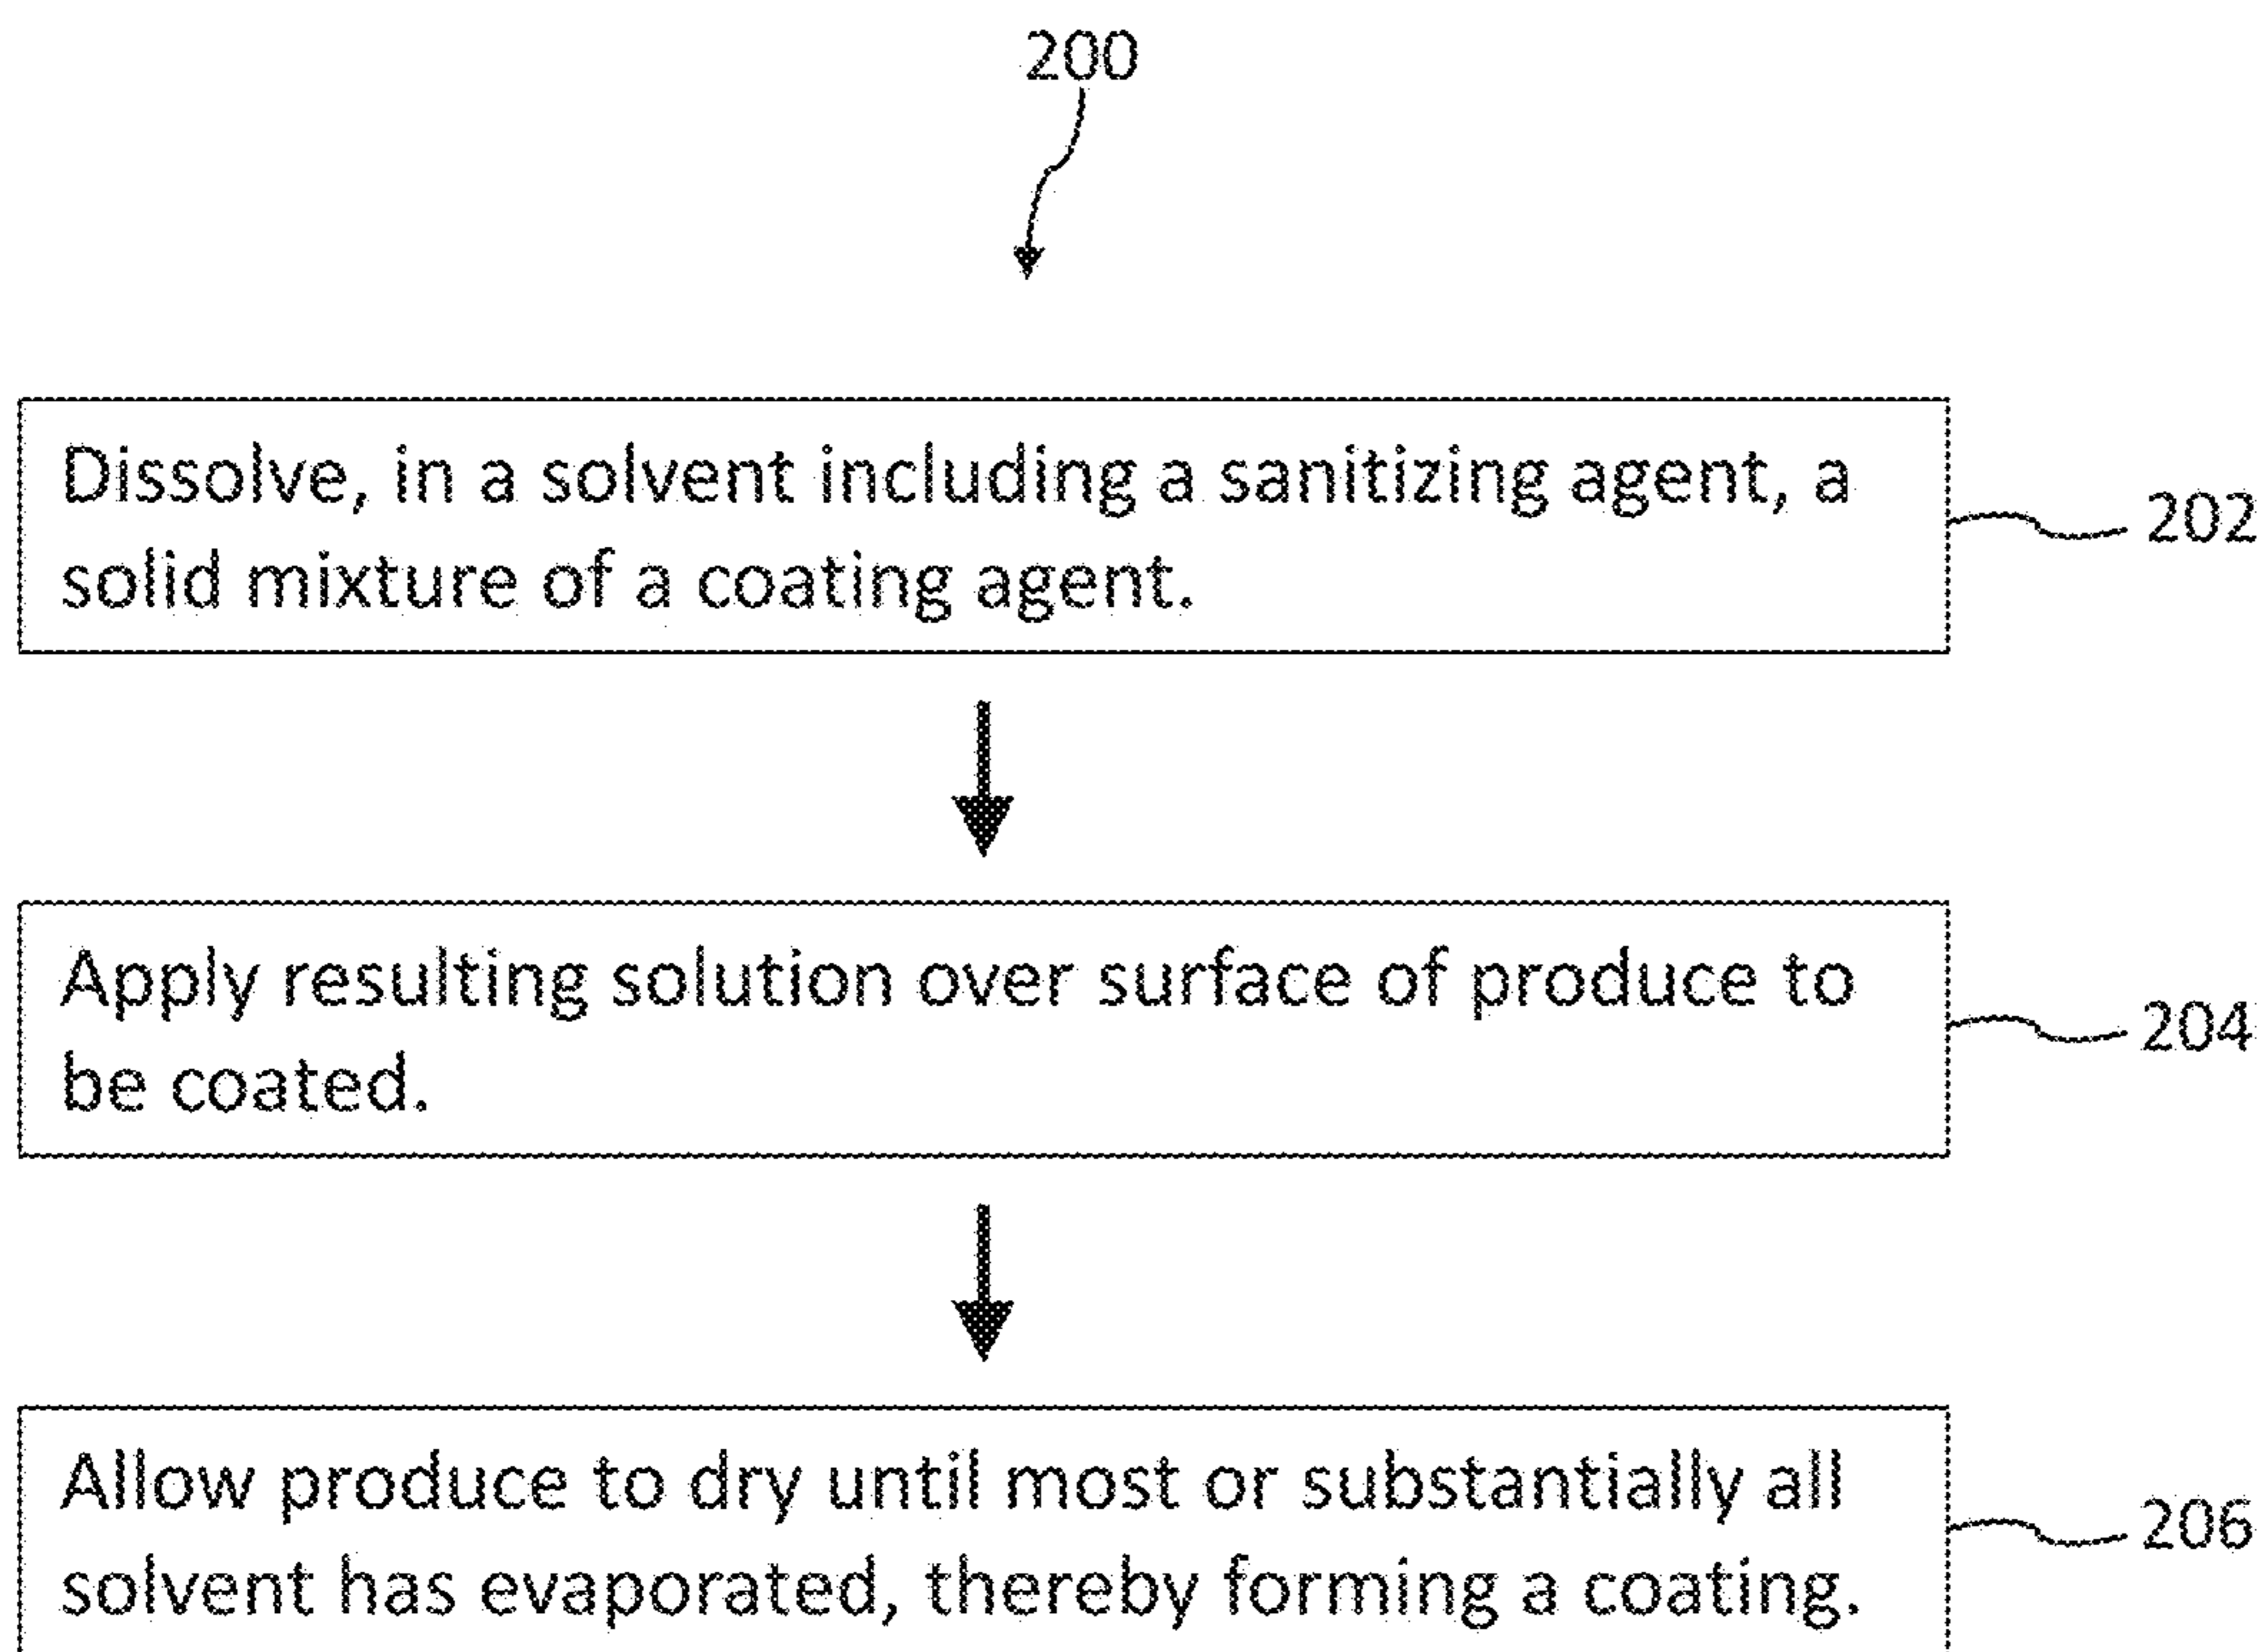 200
Dissolve, in a solvent including a sanitizing agent, a
solid mixture of a coating agent.
202
Apply resulting solution over surface of produce to
be coated.
204
Allow produce to dry until most or substantially all
solvent has evaporated, thereby forming a coating.
206